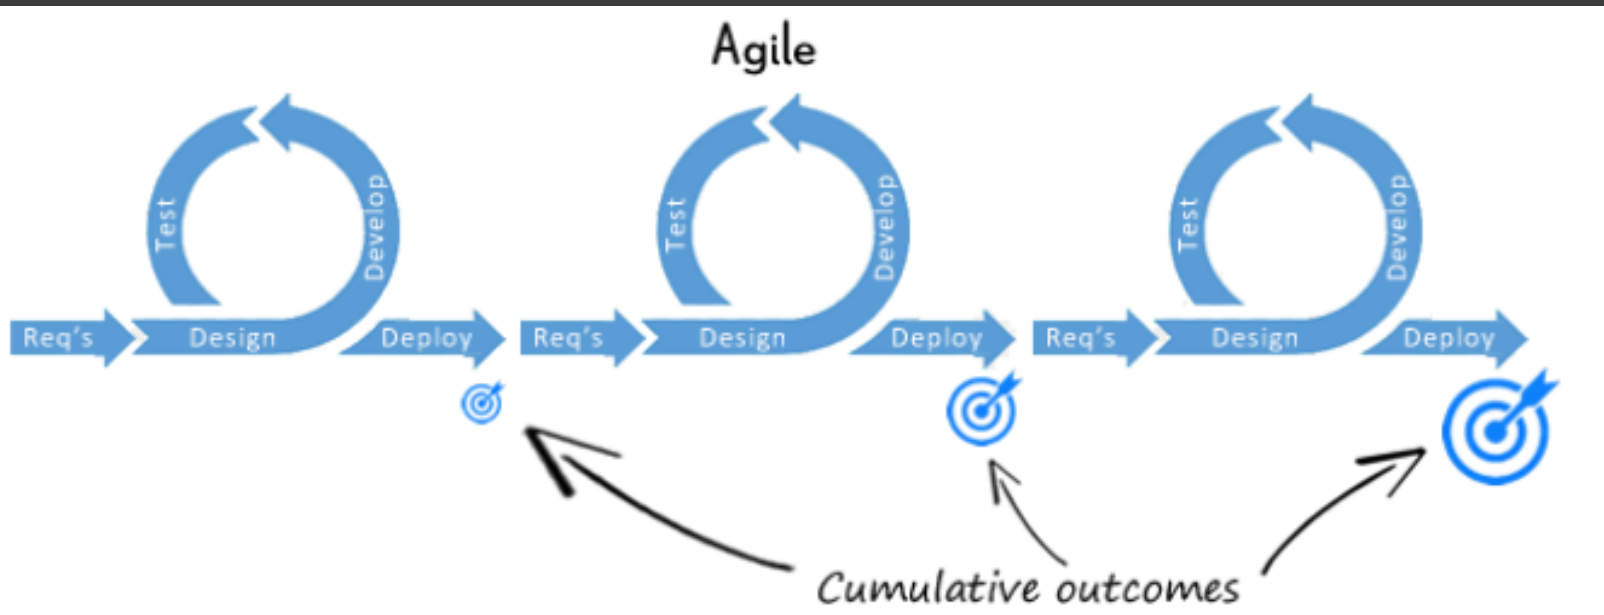 Agile
Test
Develop
Req's
Design
Deploy
Test
Develop
Req's
Design
Deploy
Test
Develop
Req's
Design
Deploy
Cumulative outcomes